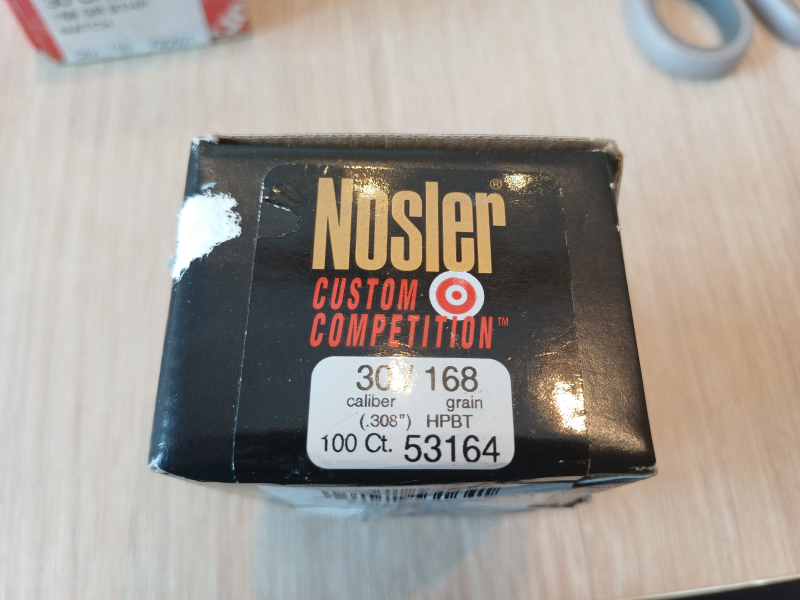 Nosler®
CUSTOM
COMPETITION™
30 / 168
caliber grain
(.308") HPBT
100 Ct. 53164